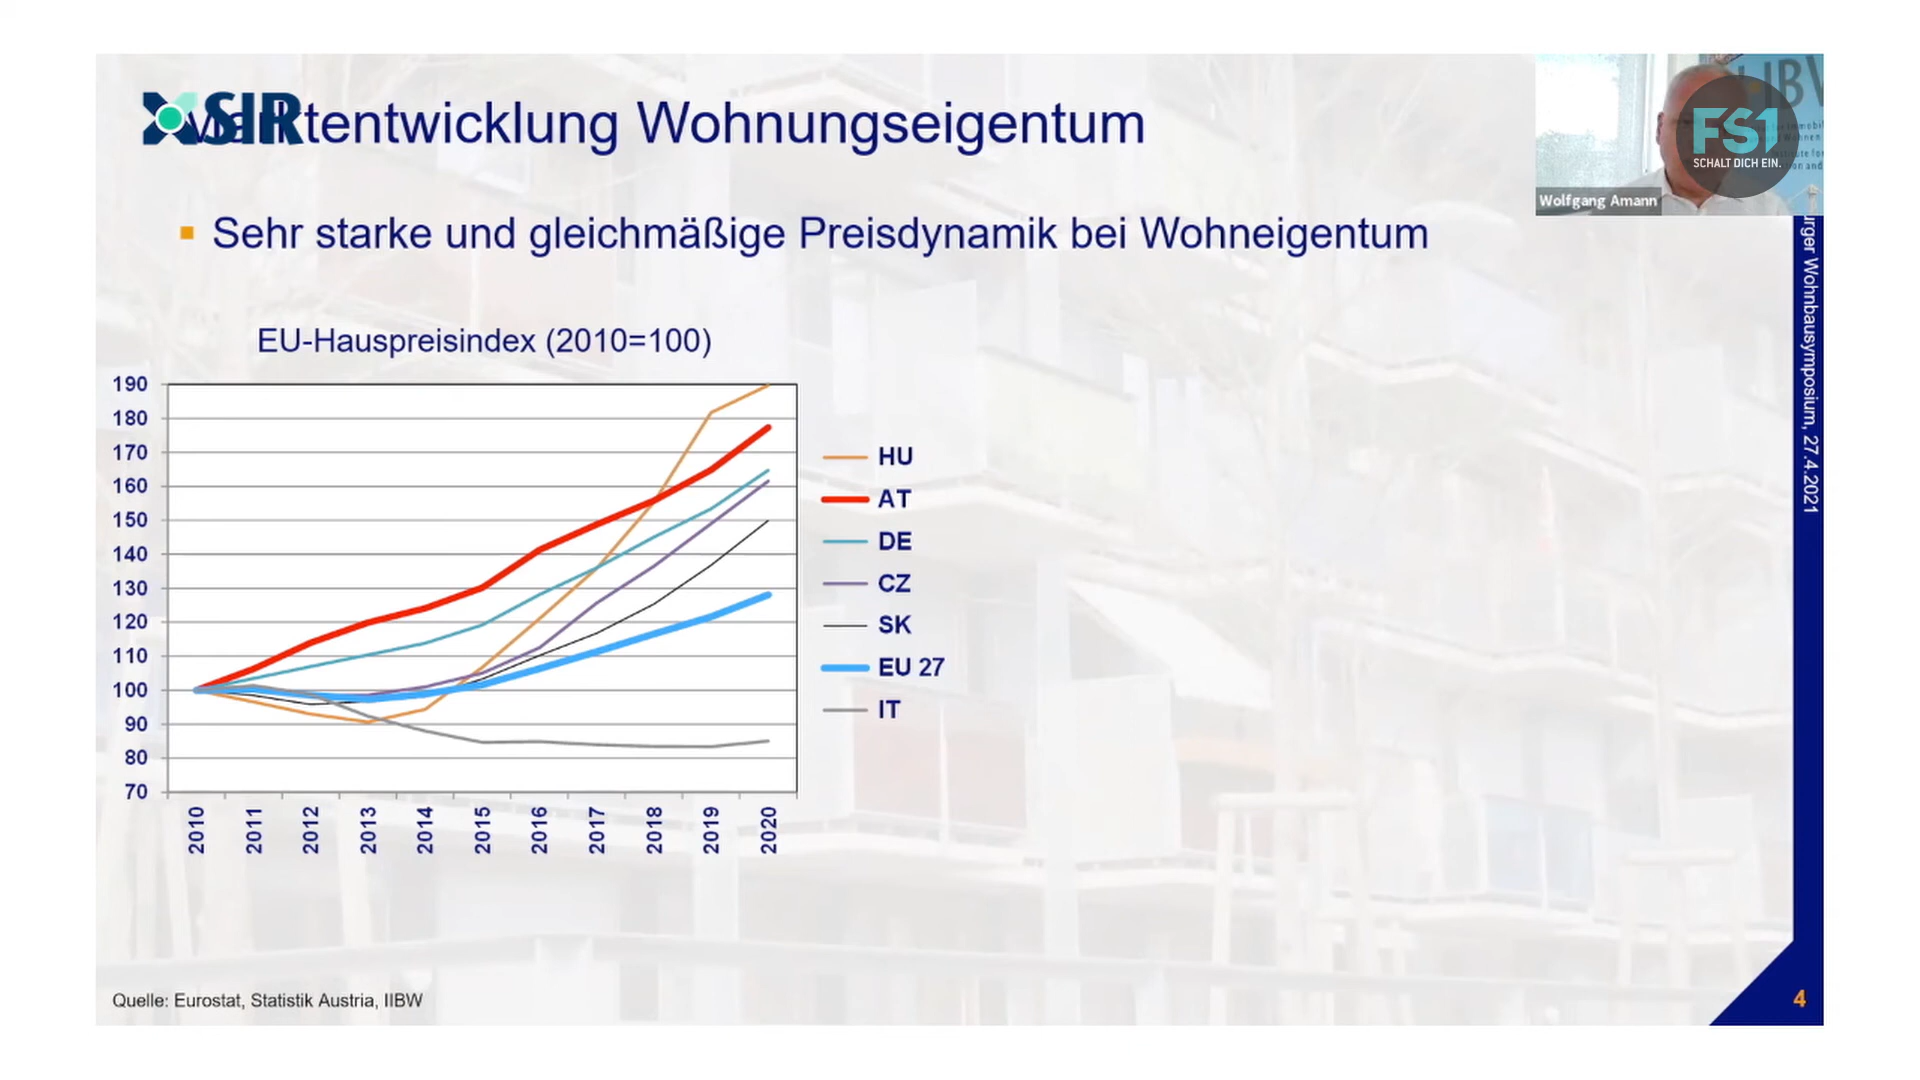 SIR
tentwicklung Wohnungseigentum
Sehr starke und gleichmäßige Preisdynamik bei Wohneigentum
EU-Hauspreisindex (2010=100)
190
180
170
160
150
140
130
120
110
100
90
80
70
2010 2011 2012 2013 2014 2015 2016 2017 2018 2019 2020
HU
AT
DE
CZ
SK
EU 27
IT
Quelle: Eurostat, Statistik Austria, IIBW
FS1
SCHALT DICH EIN.
Wolfgang Amann
urger Wohnbausymposium, 27.4.2021
4